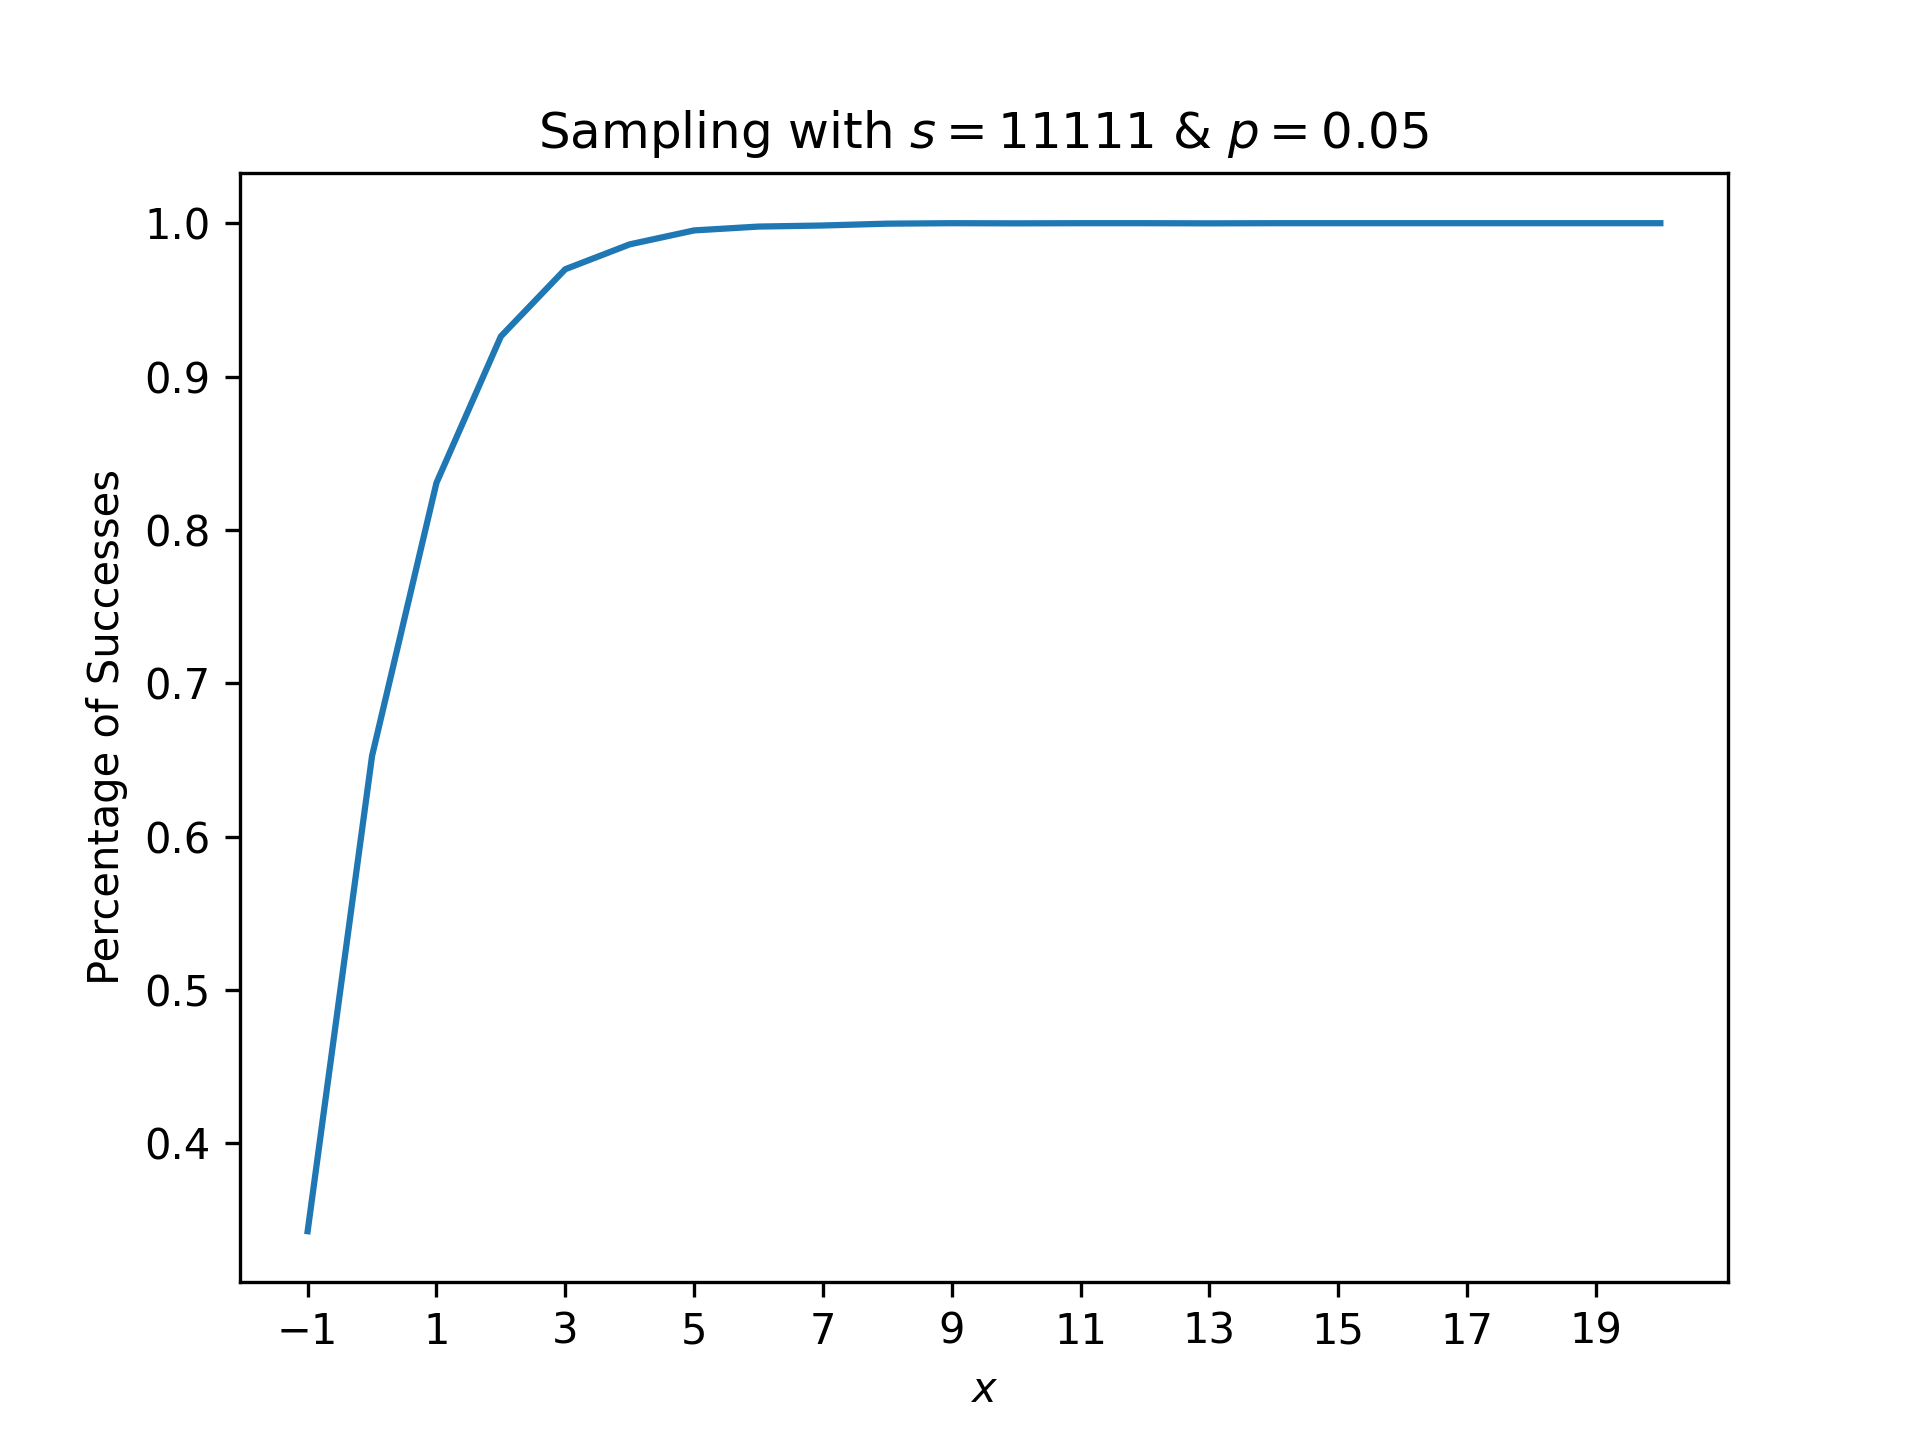 Sampling with s = 11111 & p = 0.05
Percentage of Successes
1.0
0.9
0.8
0.7
0.6
0.5
0.4
−1 1 3 5 7 9 11 13 15 17 19
x